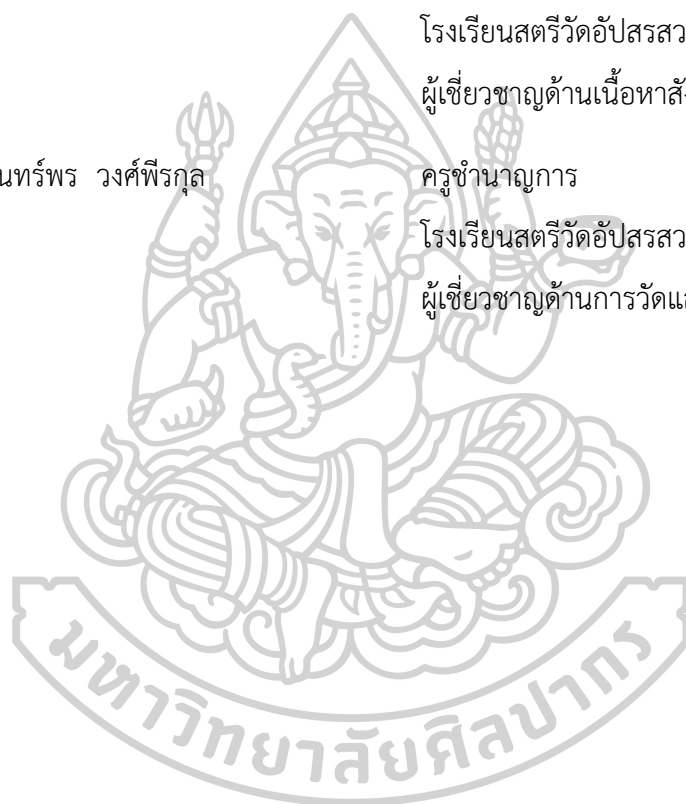 โรงเรียนสตรีวัดอัปสรสว
ผู้เชี่ยวชาญด้านเนื้อหาสั
นทร์พร วงศ์พีรกุล ครูชำนาญการ
โรงเรียนสตรีวัดอัปสรสว
ผู้เชี่ยวชาญด้านการวัดแ
มหาวิทยาลัยศิลปากร